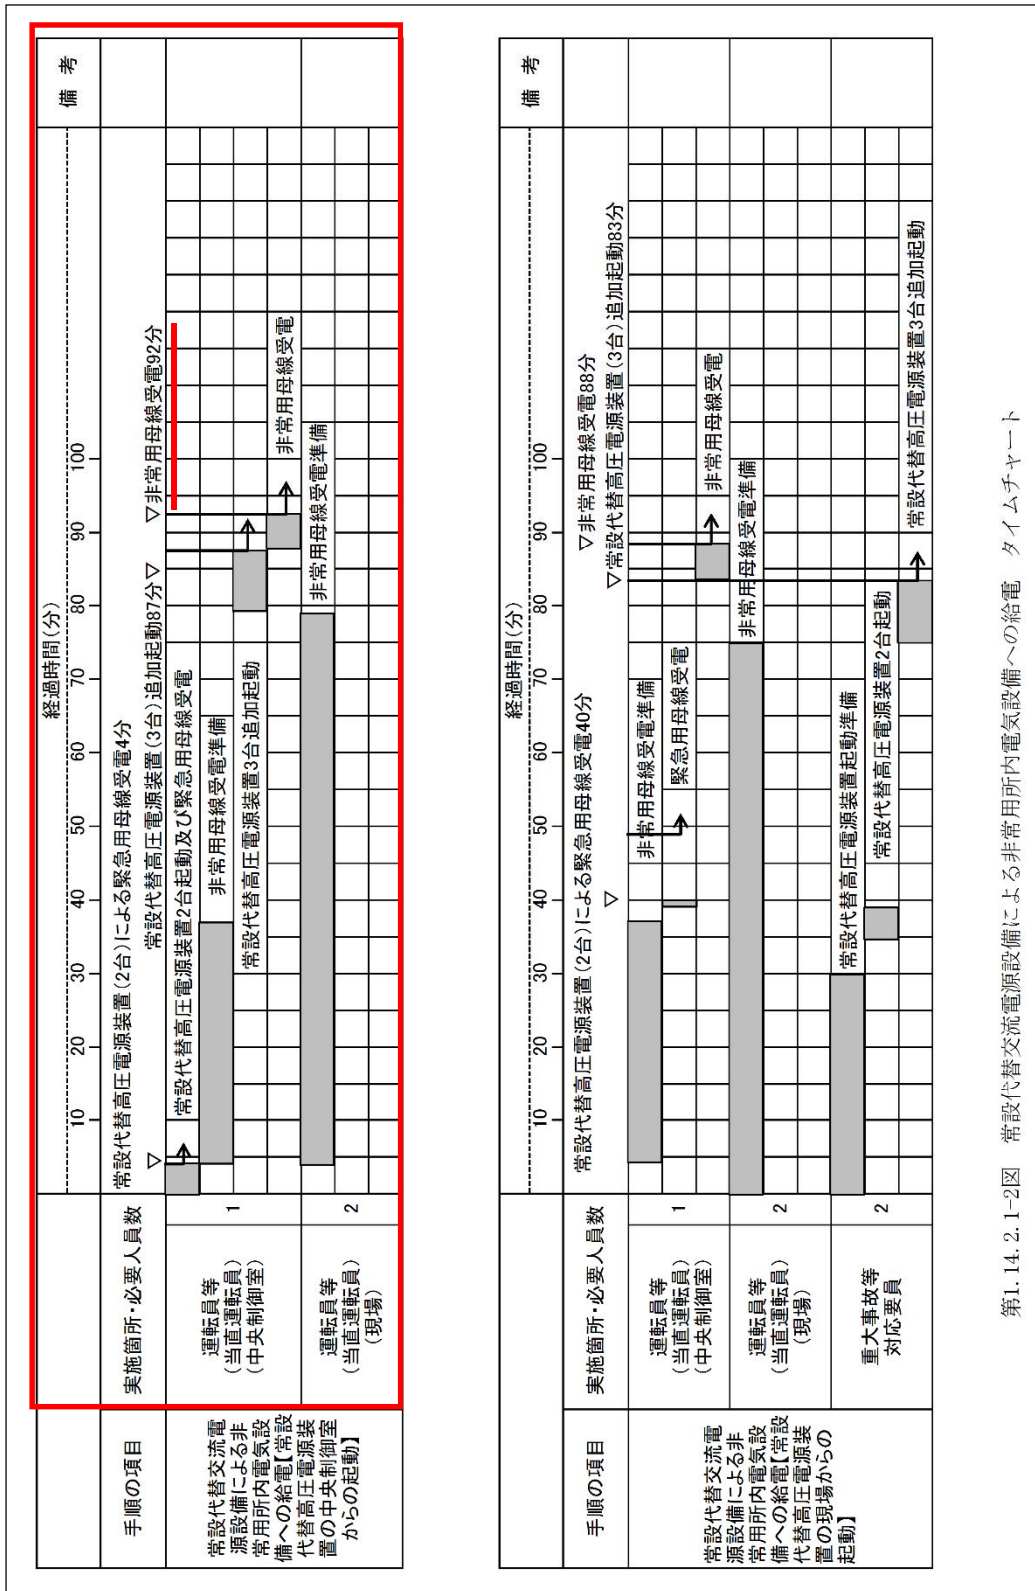 経過時間(分)
備 考
10 20 30 40 50 60 70 80 90 100
手順の項目
実施箇所・必要人員数
常設代替高圧電源装置(2台)による緊急用母線受電4分
▽
常設代替高圧電源装置(3台)追加起動87分▽
▽非常用母線受電92分
常設代替交流電
源設備による非
常用所内電気設
備への給電【常設
代替高圧電源装
置の中央制御室
からの起動】
運転員等
(当直運転員)
(中央制御室)
1
常設代替高圧電源装置2台起動及び緊急用母線受電
非常用母線受電準備
常設代替高圧電源装置3台追加起動
非常用母線受電
運転員等
(当直運転員)
(現場)
2
非常用母線受電準備
経過時間(分)
備 考
10 20 30 40 50 60 70 80 90 100
手順の項目
実施箇所・必要人員数
常設代替高圧電源装置(2台)による緊急用母線受電40分
▽
▽非常用母線受電88分
▽常設代替高圧電源装置(3台)追加起動83分
常設代替交流電
源設備による非
常用所内電気設
備への給電【常設
代替高圧電源装
置の現場からの
起動】
運転員等
(当直運転員)
(中央制御室)
1
非常用母線受電準備
緊急用母線受電
非常用母線受電
運転員等
(当直運転員)
(現場)
2
非常用母線受電準備
重大事故等
対応要員
2
常設代替高圧電源装置起動準備
常設代替高圧電源装置2台起動
常設代替高圧電源装置3台追加起動
第1.14.2.1-2図 常設代替交流電源設備による非常用所内電気設備への給電 タイムチャート